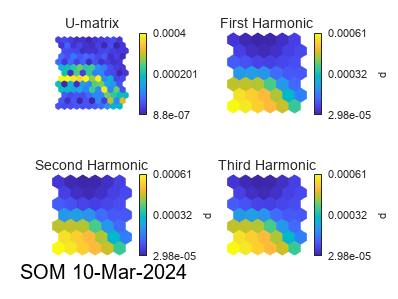 U-matrix
0.0004
0.000201
8.8e-07
First Harmonic
0.00061
0.00032
2.98e-05
d
Second Harmonic
0.00061
0.00032
2.98e-05
d
Third Harmonic
0.00061
0.00032
2.98e-05
d
SOM 10-Mar-2024